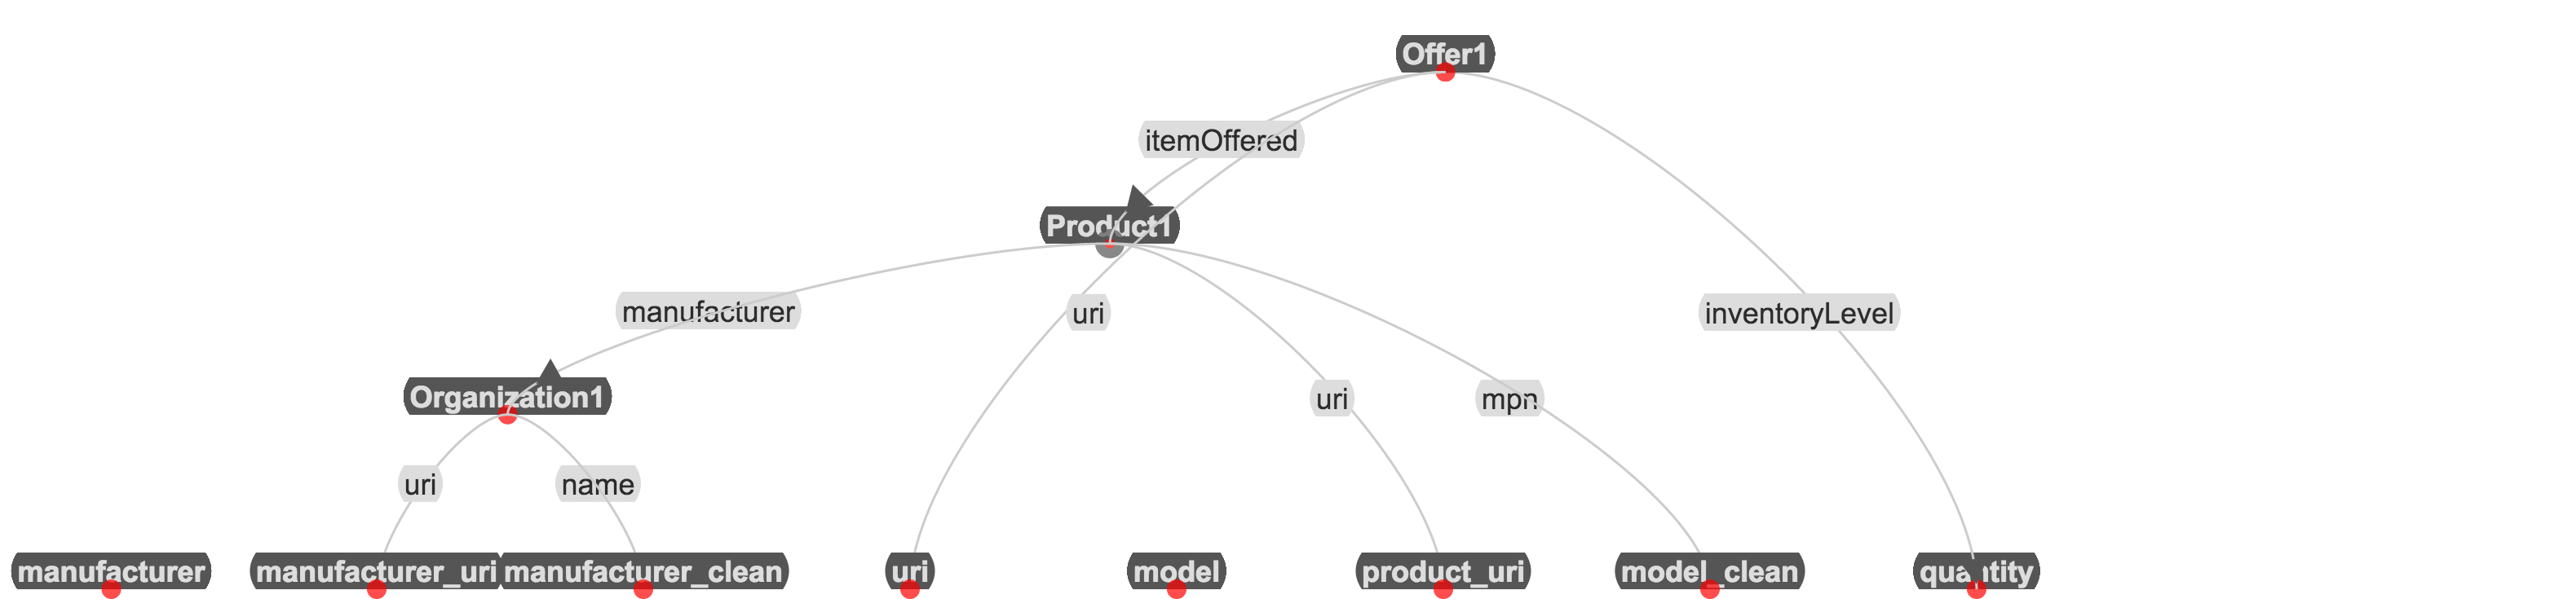 Offer1
itemOffered
Product1
manufacturer
uri
inventoryLevel
Organization1
uri
mpn
uri
name
manufacturer
manufacturer_uri
manufacturer_clean
uri
model
product_uri
model_clean
quantity